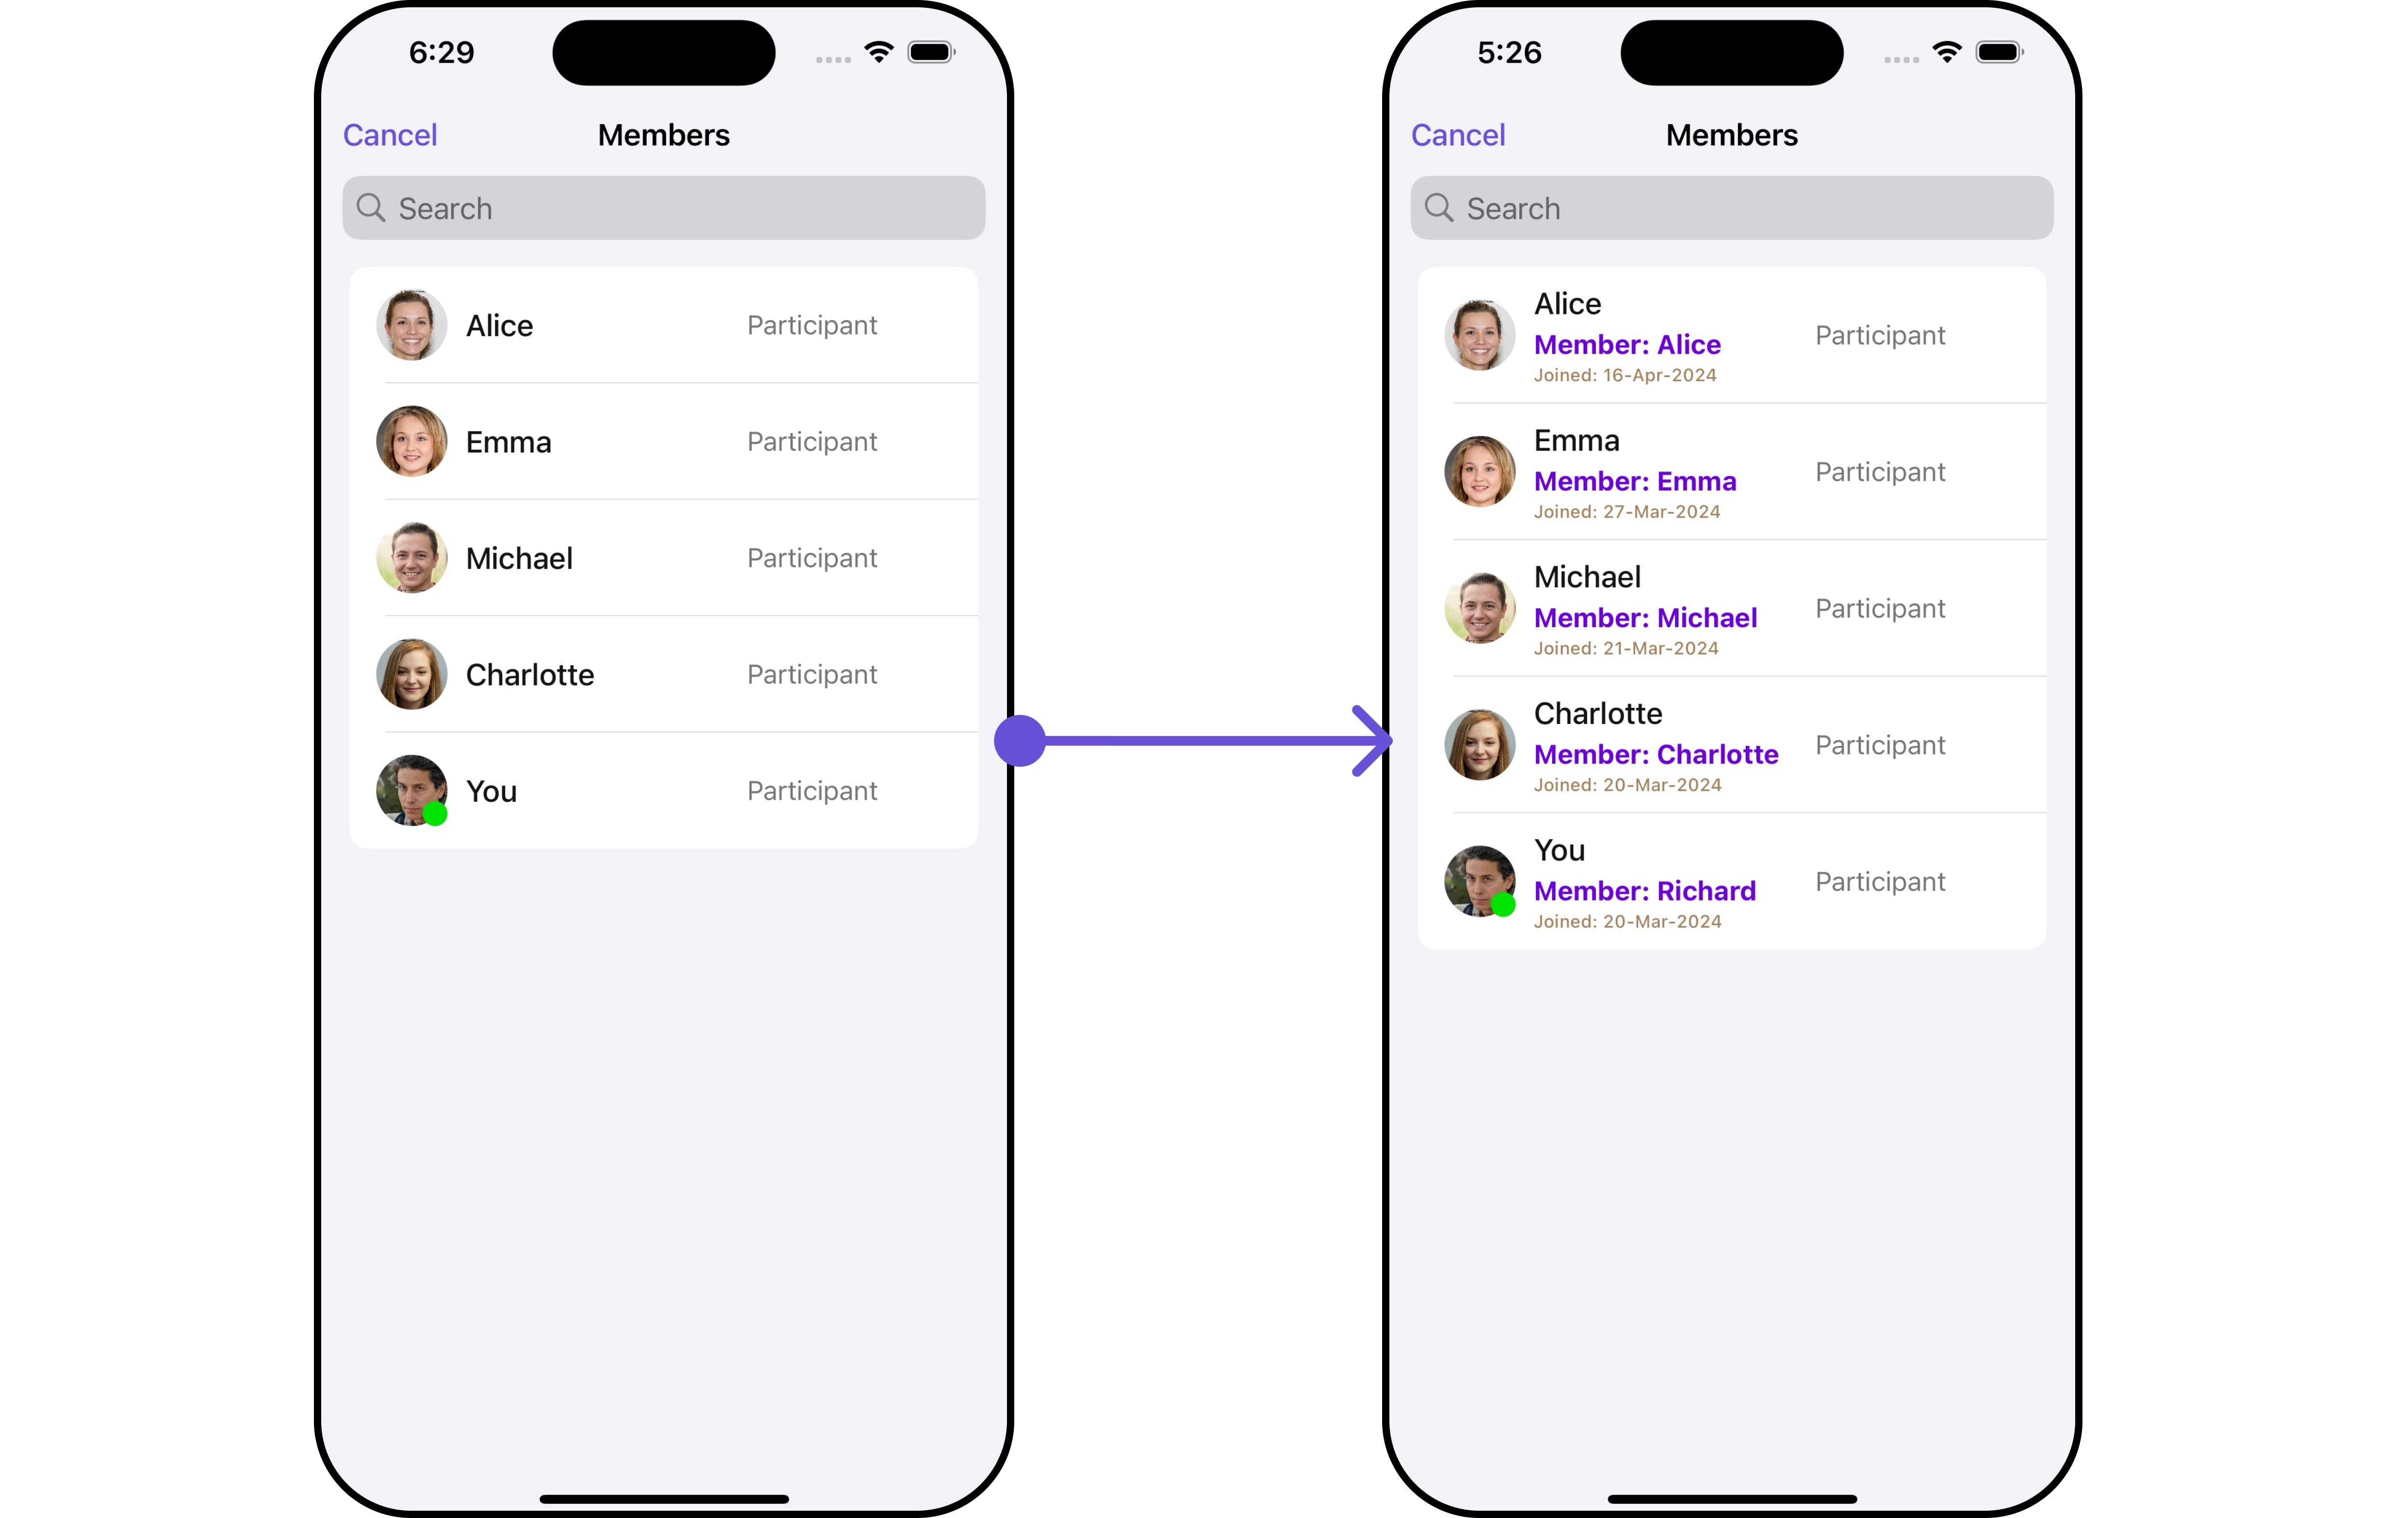 6:29
Cancel
Members
Search
Alice
Participant
Emma
Participant
Michael
Participant
Charlotte
Participant
You
Participant
5:26
Cancel
Members
Search
Alice
Member: Alice
Joined: 16-Apr-2024
Participant
Emma
Member: Emma
Joined: 27-Mar-2024
Participant
Michael
Member: Michael
Joined: 21-Mar-2024
Participant
Charlotte
Member: Charlotte
Joined: 20-Mar-2024
Participant
You
Member: Richard
Joined: 20-Mar-2024
Participant